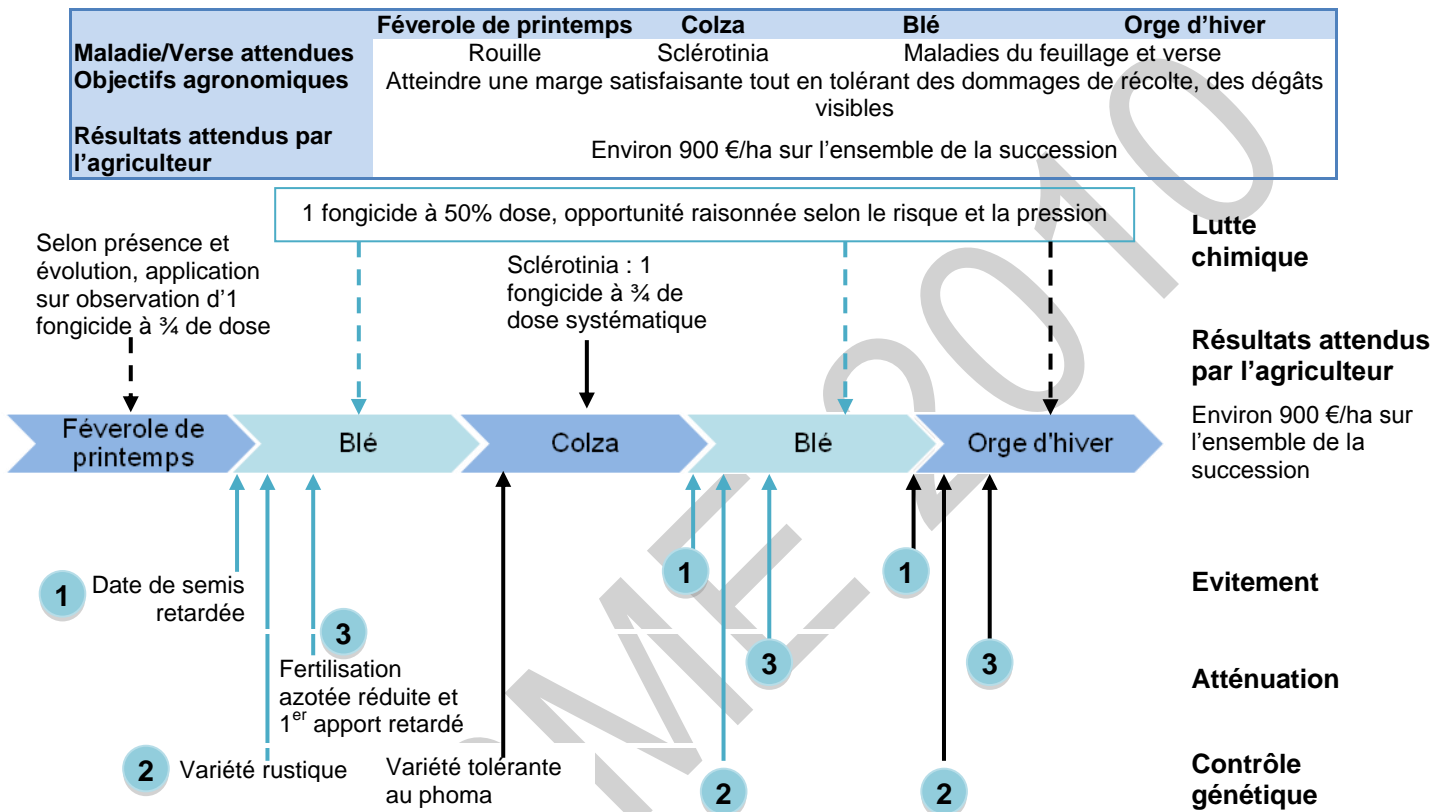 Féverole de printemps Colza Blé Orge d'hiver
Maladie/Verse attendues Rouille Sclérotinia Maladies du feuillage et verse
Objectifs agronomiques Atteindre une marge satisfaisante tout en tolérant des dommages de récolte, des dégâts
visibles
Résultats attendus par
l'agriculteur
Environ 900 €/ha sur l'ensemble de la succession
1 fongicide à 50% dose, opportunité raisonnée selon le risque et la pression
Lutte
chimique
Selon présence et
évolution, application
sur observation d'1
fongicide à ¾ de dose
Sclérotinia : 1
fongicide à ¾ de
dose systématique
Résultats attendus
par l'agriculteur
Environ 900 €/ha sur
l'ensemble de la
succession
Féverole de
printemps
Blé
Colza
Blé
Orge d'hiver
1
Date de semis
retardée
1
1
Evitement
3
Fertilisation
azotée réduite et
1er apport retardé
3
3
Atténuation
2
Variété rustique
Variété tolérante
au phoma
2
2
Contrôle
génétique
ME 2010